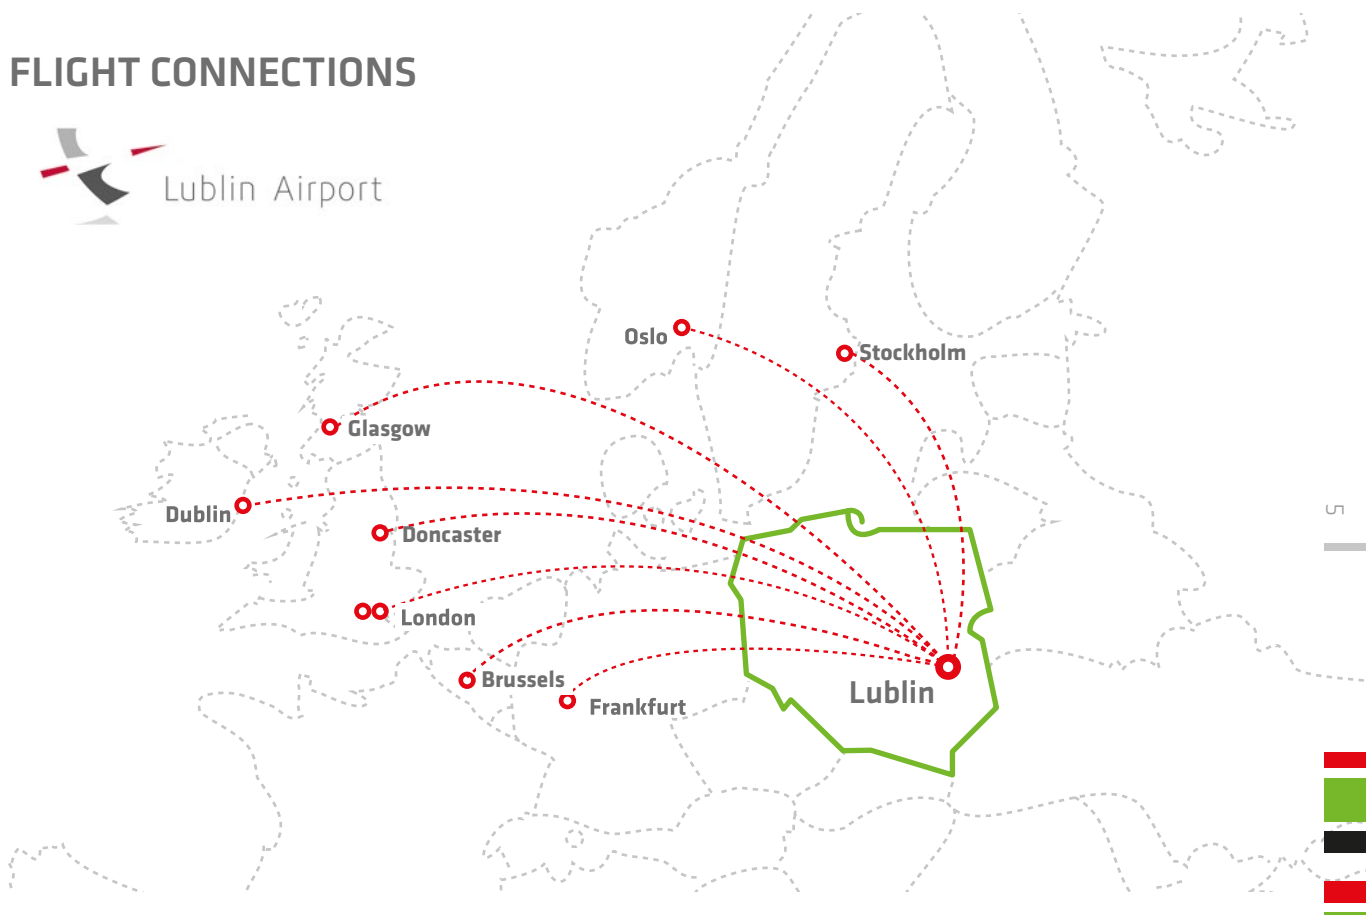 FLIGHT CONNECTIONS
Lublin Airport
Oslo
Stockholm
Glasgow
Dublin
Doncaster
London
Brussels
Frankfurt
Lublin
5